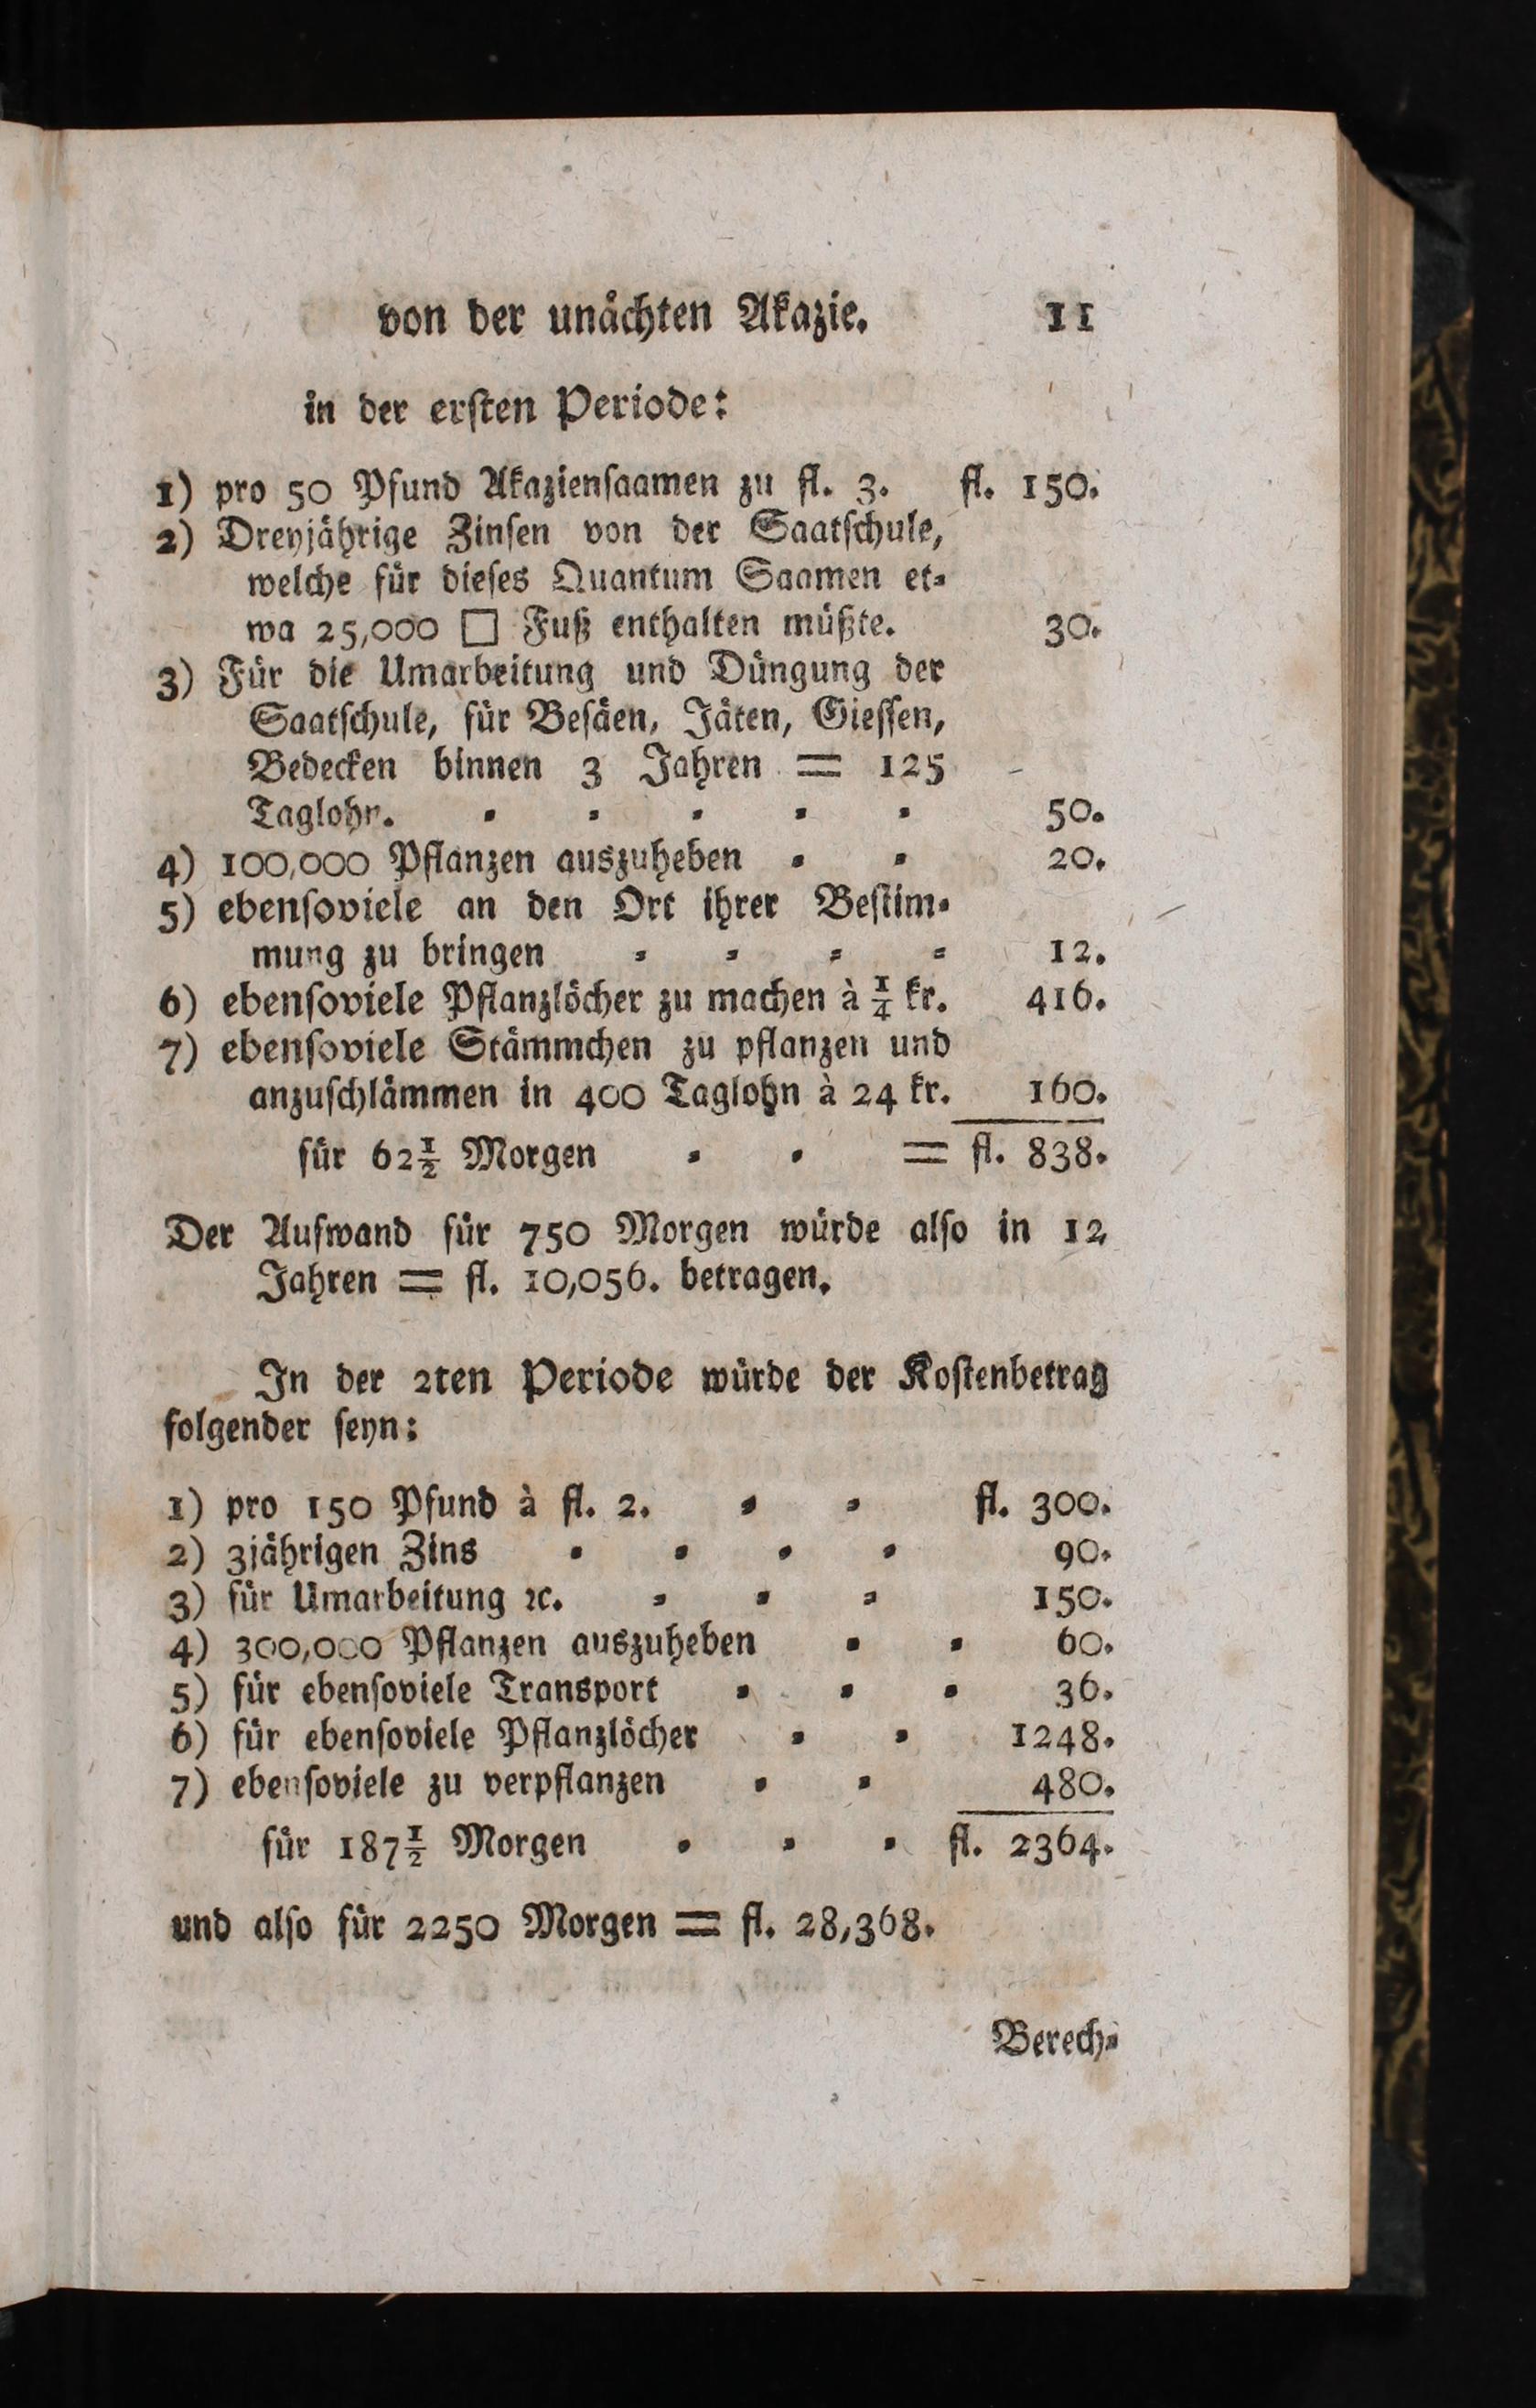 von der unächten Akazie. 11
in der ersten Periode:
1) pro 50 Pfund Akaziensaamen zu fl. 3. fl. 150.
2) Dreyjährige Zinsen von der Saatschule,
welche für dieses Quantum Saamen et-
wa 25,000 □ Fuß enthalten müßte. 30.
3) Für die Umarbeitung und Düngung der
Saatschule, für Besäen, Jäten, Giessen,
Bedecken binnen 3 Jahren = 125
Taglohn. - - - - - 50.
4) 100,000 Pflanzen auszuheben - - 20.
5) ebensoviele an den Ort ihrer Bestim-
mung zu bringen - - - - 12.
6) ebensoviele Pflanzlöcher zu machen à 1/4 kr. 416.
7) ebensoviele Stämmchen zu pflanzen und
anzuschlämmen in 400 Taglohn à 24 kr. 160.
für 62 1/2 Morgen - - = fl. 838.
Der Aufwand für 750 Morgen würde also in 12
Jahren = fl. 10,056. betragen.
In der 2ten Periode würde der Kostenbetrag
folgender seyn:
1) pro 150 Pfund à fl. 2. - - fl. 300.
2) 3jährigen Zins - - - - 90.
3) für Umarbeitung ꝛc. - - - 150.
4) 300,000 Pflanzen auszuheben - - 60.
5) für ebensoviele Transport - - - 36.
6) für ebensoviele Pflanzlöcher - - 1248.
7) ebensoviele zu verpflanzen - - 480.
für 187 1/2 Morgen - - - fl. 2364.
und also für 2250 Morgen = fl. 28,368.
Berech-